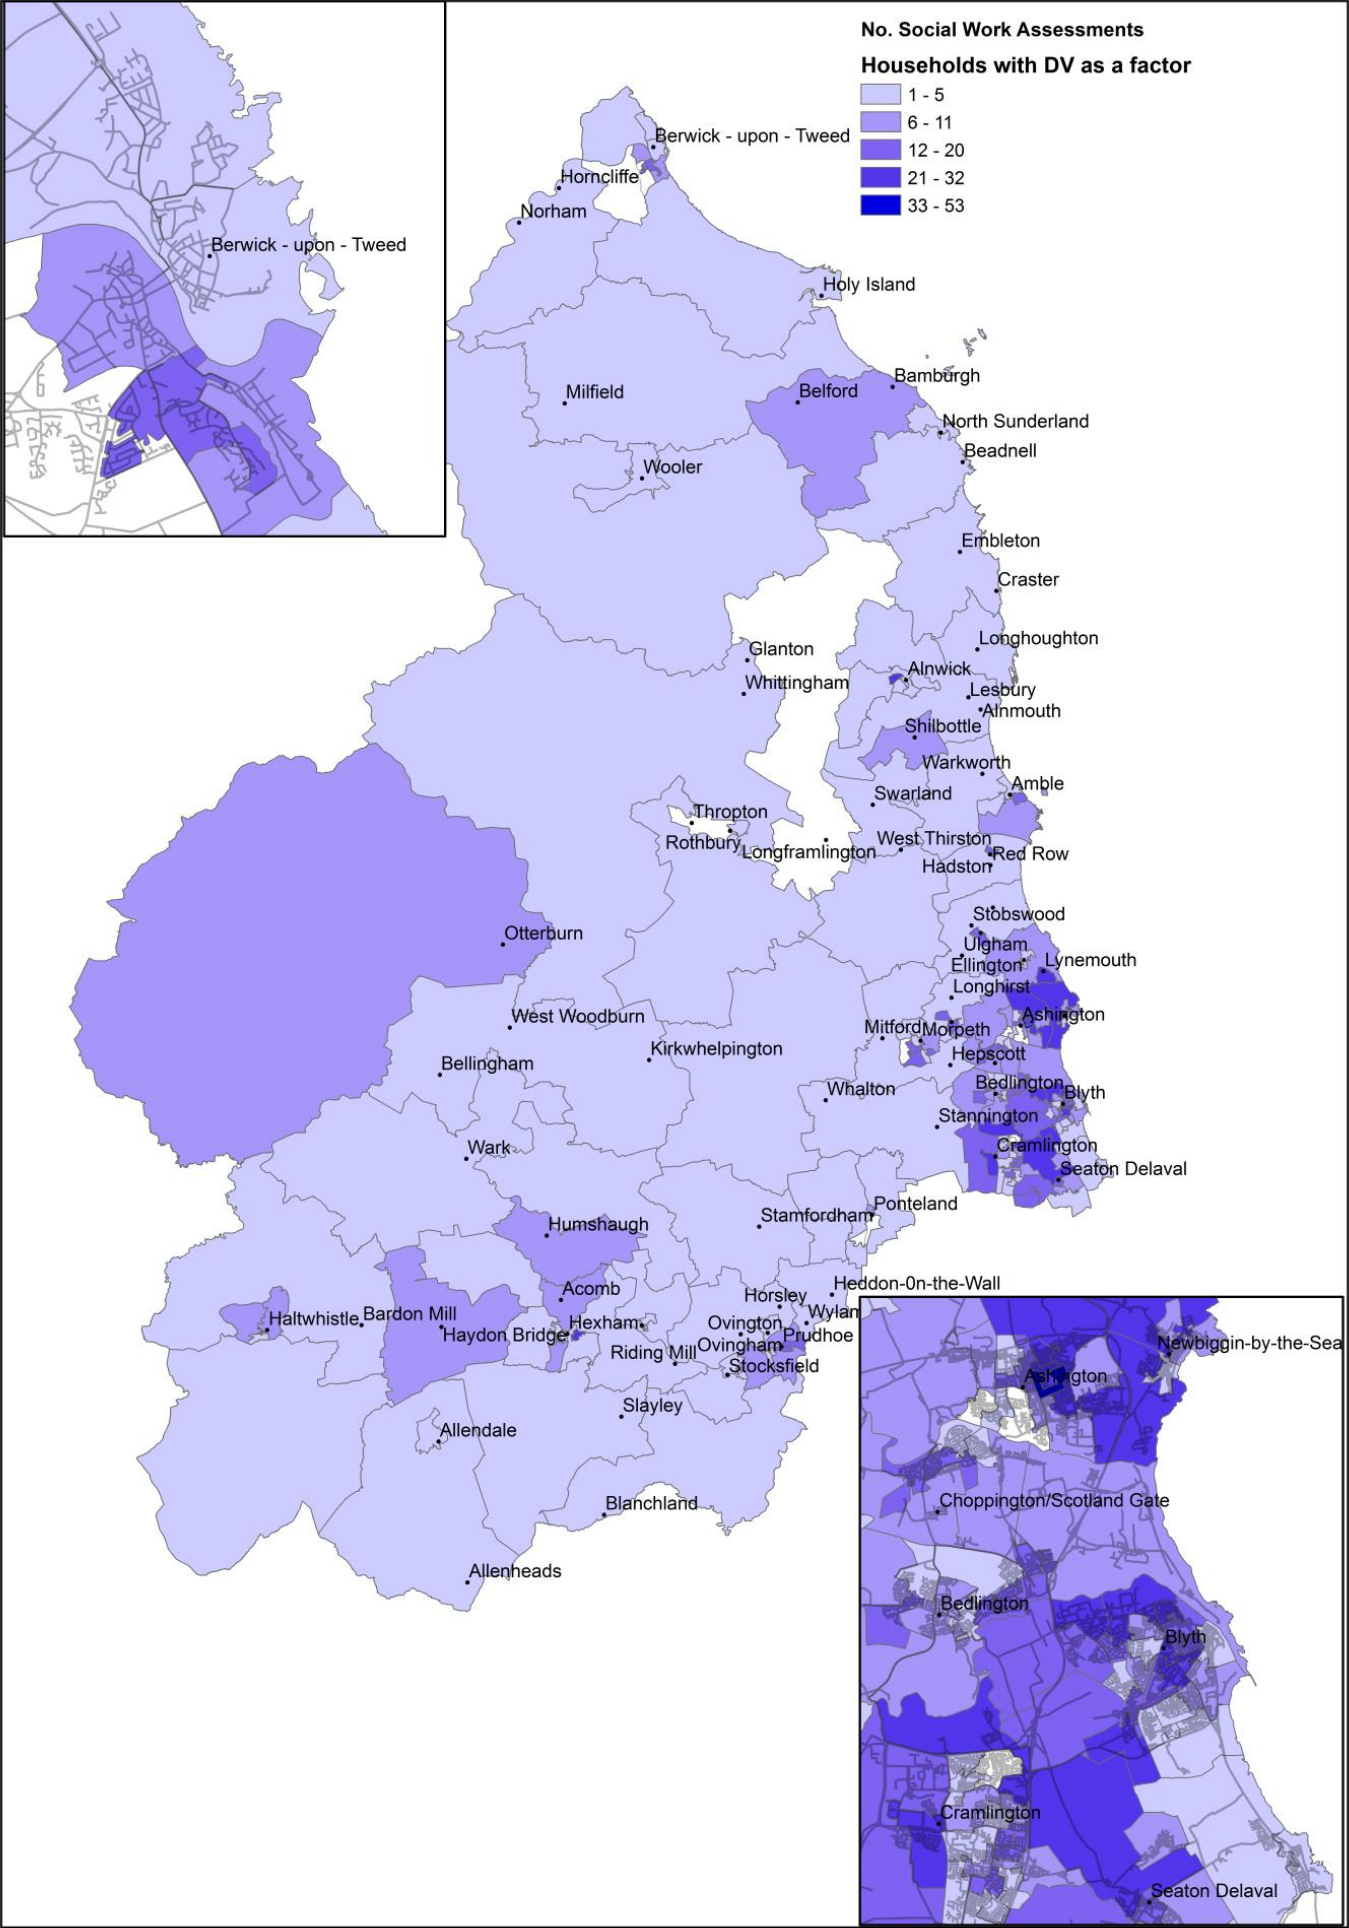 No. Social Work Assessments
Households with DV as a factor
1 - 5
6 - 11
12 - 20
21 - 32
33 - 53
Berwick - upon - Tweed
Berwick - upon - Tweed
Horncliffe
Norham
Holy Island
Bamburgh
Belford
Milfield
North Sunderland
Beadnell
Wooler
Embleton
Craster
Longhoughton
Glanton
Alnwick
Whittingham
Lesbury
Alnmouth
Shilbottle
Warkworth
Amble
Swarland
Thropton
West Thirston
Rothbury
Longframlington
Red Row
Hadston
Stobswood
Otterburn
Ulgham
Lynemouth
Ellington
Longhirst
West Woodburn
Ashington
Mitford
Morpeth
Kirkwhelpington
Hepscott
Bellingham
Bedlington
Whalton
Blyth
Stannington
Wark
Cramlington
Seaton Delaval
Ponteland
Stamfordham
Humshaugh
Heddon-0n-the-Wall
Acomb
Horsley
Wylam
Haltwhistle
Bardon Mill
Hexham
Ovington
Haydon Bridge
Prudhoe
Ovingham
Riding Mill
Stocksfield
Slayley
Allendale
Blanchland
Allenheads
Newbiggin-by-the-Sea
Ashington
Choppington/Scotland Gate
Bedlington
Blyth
Cramlington
Seaton Delaval